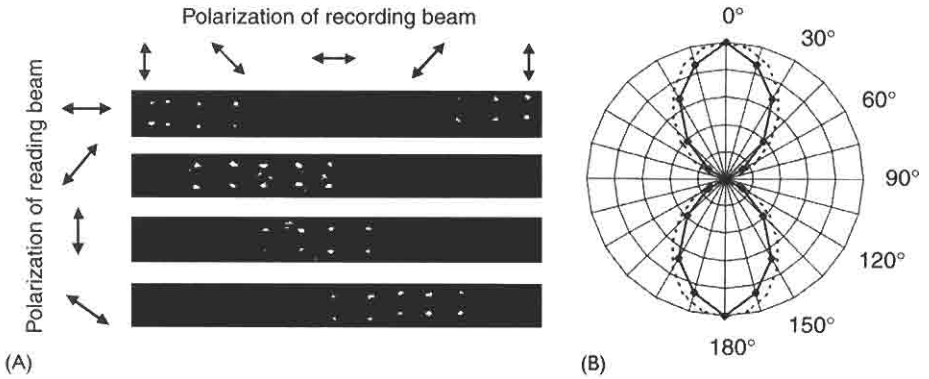 Polarization of recording beam
Polarization of reading beam
(A)
0°
30°
60°
90°
120°
150°
180°
(B)